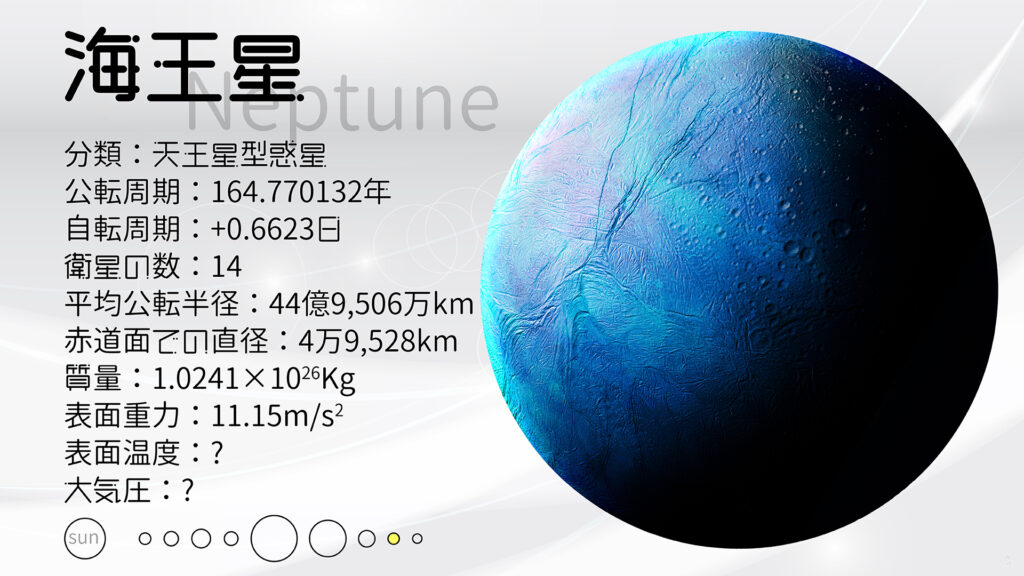 海王星
Neptune
分類：天王星型惑星
公転周期：164.770132年
自転周期：+0.6623日
衛星の数：14
平均公転半径：44億9,506万km
赤道面での直径：4万9,528km
質量：1.0241×10²⁶Kg
表面重力：11.15m/s²
表面温度：?
大気圧：?
sun